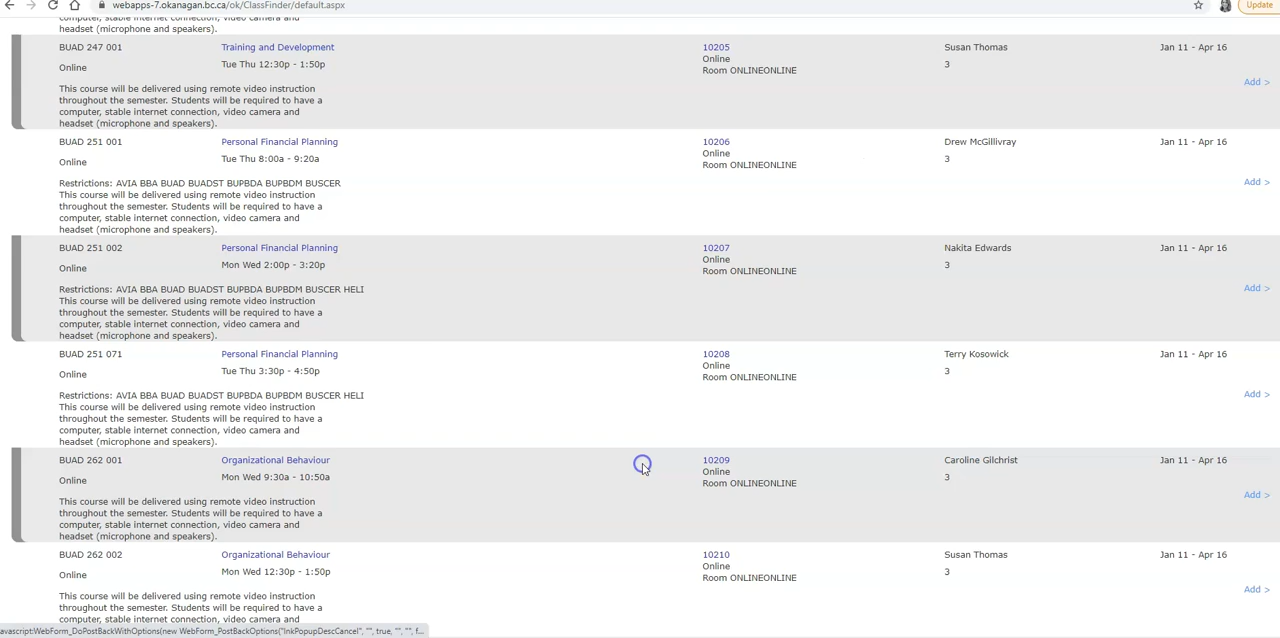 webapps-7.okanagan.bc.ca/ok/ClassFinder/default.aspx
Update
computer, stable internet connection, video camera and
headset (microphone and speakers).
BUAD 247 001 Training and Development 10205 Susan Thomas Jan 11 - Apr 16
Online Tue Thu 12:30p - 1:50p Online 3
Room ONLINEONLINE
Add >
This course will be delivered using remote video instruction
throughout the semester. Students will be required to have a
computer, stable internet connection, video camera and
headset (microphone and speakers).
BUAD 251 001 Personal Financial Planning 10206 Drew McGillivray Jan 11 - Apr 16
Online Tue Thu 8:00a - 9:20a Online 3
Room ONLINEONLINE
Add >
Restrictions: AVIA BBA BUAD BUADST BUPBDA BUPBDM BUSCER
This course will be delivered using remote video instruction
throughout the semester. Students will be required to have a
computer, stable internet connection, video camera and
headset (microphone and speakers).
BUAD 251 002 Personal Financial Planning 10207 Nakita Edwards Jan 11 - Apr 16
Online Mon Wed 2:00p - 3:20p Online 3
Room ONLINEONLINE
Add >
Restrictions: AVIA BBA BUAD BUADST BUPBDA BUPBDM BUSCER HELI
This course will be delivered using remote video instruction
throughout the semester. Students will be required to have a
computer, stable internet connection, video camera and
headset (microphone and speakers).
BUAD 251 071 Personal Financial Planning 10208 Terry Kosowick Jan 11 - Apr 16
Online Tue Thu 3:30p - 4:50p Online 3
Room ONLINEONLINE
Add >
Restrictions: AVIA BBA BUAD BUADST BUPBDA BUPBDM BUSCER HELI
This course will be delivered using remote video instruction
throughout the semester. Students will be required to have a
computer, stable internet connection, video camera and
headset (microphone and speakers).
BUAD 262 001 Organizational Behaviour 10209 Caroline Gilchrist Jan 11 - Apr 16
Online Mon Wed 9:30a - 10:50a Online 3
Room ONLINEONLINE
Add >
This course will be delivered using remote video instruction
throughout the semester. Students will be required to have a
computer, stable internet connection, video camera and
headset (microphone and speakers).
BUAD 262 002 Organizational Behaviour 10210 Susan Thomas Jan 11 - Apr 16
Online Mon Wed 12:30p - 1:50p Online 3
Room ONLINEONLINE
Add >
This course will be delivered using remote video instruction
throughout the semester. Students will be required to have a
computer, stable internet connection, video camera and
avascript:WebForm_DoPostBackWithOptions(new WebForm_PostBackOptions("lnkPopupDescCancel", "", true, "", "", f...